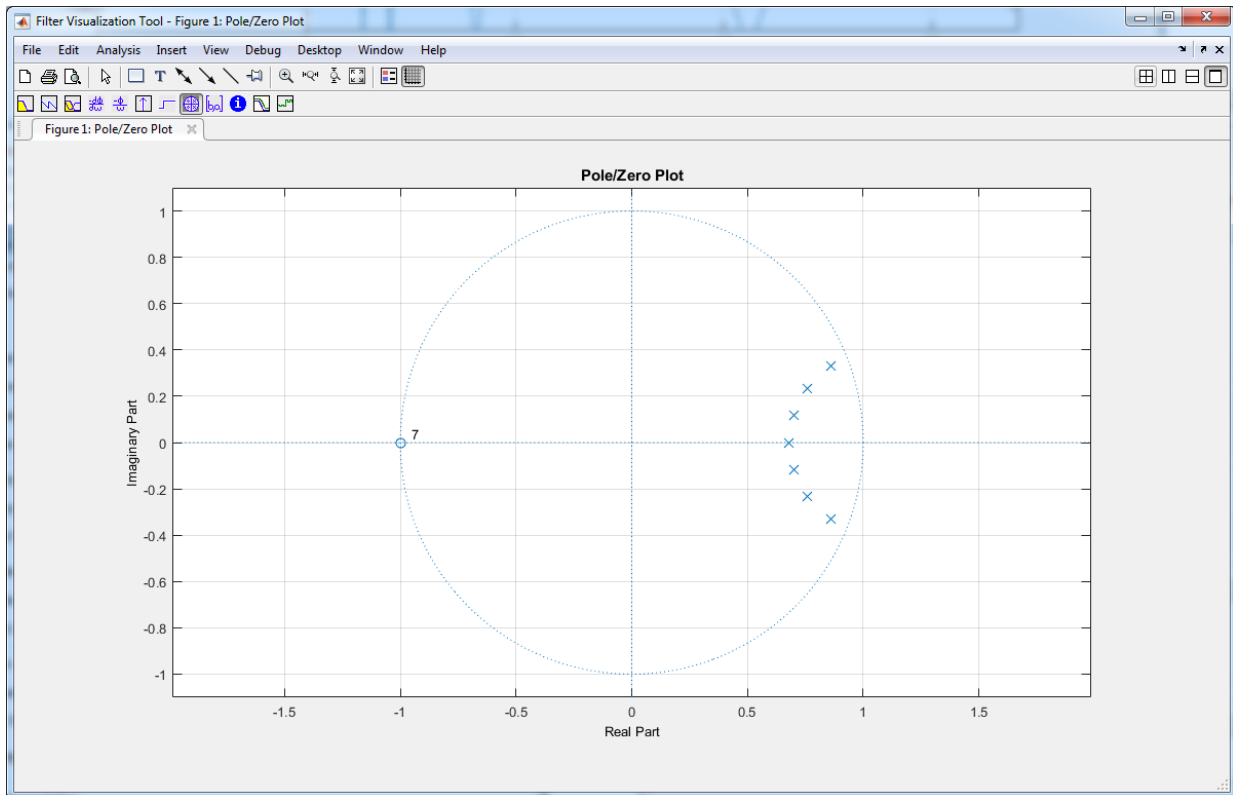 Filter Visualization Tool - Figure 1: Pole/Zero Plot
File Edit Analysis Insert View Debug Desktop Window Help
Figure 1: Pole/Zero Plot
Pole/Zero Plot
1
0.8
0.6
0.4
0.2
0
-0.2
-0.4
-0.6
-0.8
-1
Imaginary Part
7
-1.5 -1 -0.5 0 0.5 1 1.5
Real Part